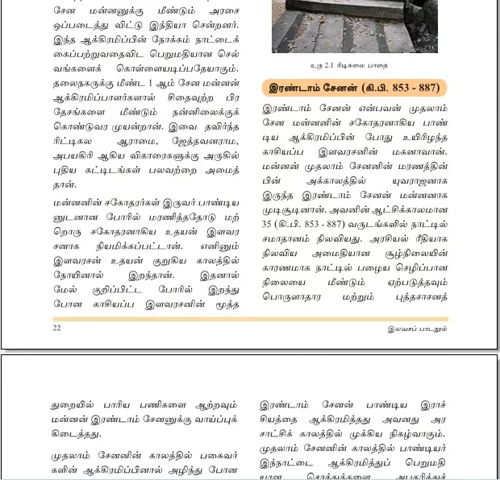 சேன மன்னனுக்கு மீண்டும் அரசை
ஒப்படைத்து விட்டு இந்தியா சென்றனர்.
இந்த ஆக்கிரமிப்பின் நோக்கம் நாட்டைக்
கைப்பற்றுவதைவிட பெறுமதியான செல்
வங்களைக் கொள்ளையடிப்பதேயாகும்.
தலைநகருக்கு மீண்ட 1 ஆம் சேன மன்னன்
ஆக்கிரமிப்பாளர்களால் சிதைவுற்ற பிர
தேசங்களை மீண்டும் நன்னிலைக்குக்
கொண்டுவர முயன்றான். இவை தவிர்ந்த
ரிட்டிகல ஆராமை, ஜேத்தவனராம,
அபயகிரி ஆகிய விகாரைகளுக்கு அருகில்
புதிய கட்டிடங்கள் பலவற்றை அமைத்
தான்.
மன்னனின் சகோதரர்கள் இருவர் பாண்டிய
னுடனான போரில் மரணித்ததோடு மற்
றொரு சகோதரனாகிய உதயன் இளவர
சனாக நியமிக்கப்பட்டான். எனினும்
இளவரசன் உதயன் குறுகிய காலத்தில்
நோயினால் இறந்தான். இதனால்
மேல் குறிப்பிட்ட போரில் இறந்து
போன காசியப்ப இளவரசனின் மூத்த
உரு 2.1 ரிடிகலை பாதை
இரண்டாம் சேனன் (கி.பி. 853 - 887)
இரண்டாம் சேனன் என்பவன் முதலாம்
சேன மன்னனின் சகோதரனாகிய பாண்
டிய ஆக்கிரமிப்பின் போது உயிரிழந்த
காசியப்ப இளவரசனின் மகனாவான்.
மன்னன் முதலாம் சேனனின் மரணத்தின்
பின் அக்காலத்தில் யுவராஜனாக
இருந்த இரண்டாம் சேனன் மன்னனாக
முடிசூடினான். அவனின் ஆட்சிக்காலமான
35 (கி.பி. 853 - 887) வருடங்களில் நாட்டில்
சமாதானம் நிலவியது. அரசியல் ரீதியாக
நிலவிய அமைதியான சூழ்நிலையின்
காரணமாக நாட்டில் பழைய செழிப்பான
நிலையை மீண்டும் ஏற்படுத்தவும்
பொருளாதார மற்றும் புத்தசாசனத்
22
இலவசப் பாடநூல்
துறையில் பாரிய பணிகளை ஆற்றவும்
மன்னன் இரண்டாம் சேனனுக்கு வாய்ப்புக்
கிடைத்தது.
முதலாம் சேனனின் காலத்தில் பகைவர்
களின் ஆக்கிரமிப்பினால் அழிந்து போன
இரண்டாம் சேனன் பாண்டிய இராச்
சியத்தை ஆக்கிரமித்தது அவனது அர
சாட்சிக் காலத்தில் முக்கிய நிகழ்வாகும்.
முதலாம் சேனனின் காலத்தில் பாண்டியர்
இந்நாட்டை ஆக்கிரமித்துப் பெறுமதி